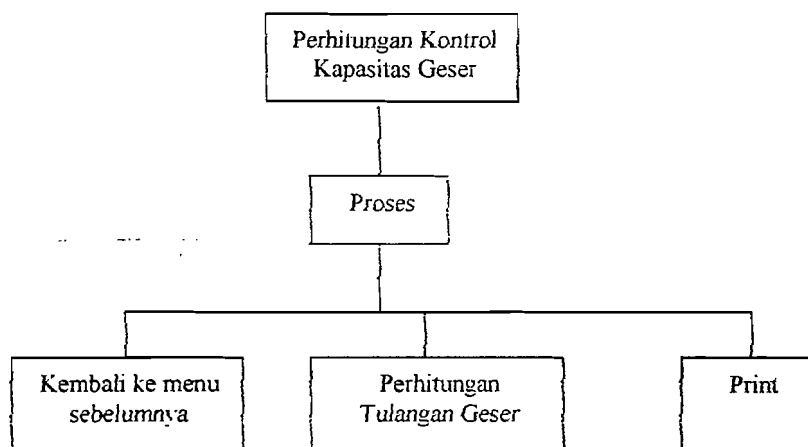 Perhitungan Kontrol
Kapasitas Geser
Proses
Kembali ke menu
sebelumnya
Perhitungan
Tulangan Geser
Print